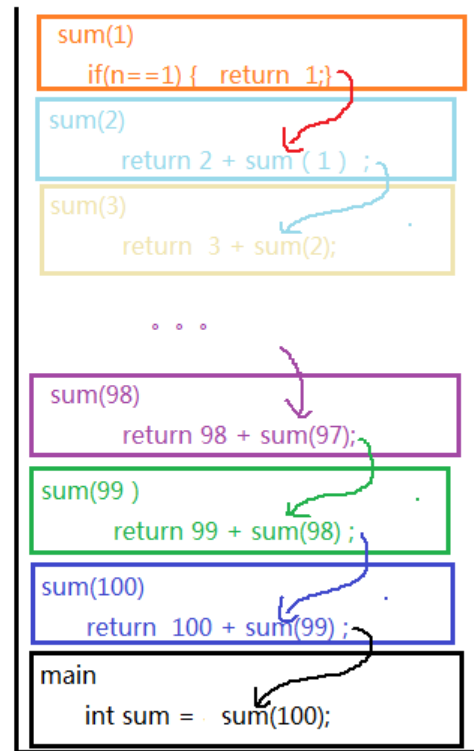 sum(1)
if(n==1) { return 1;}
sum(2)
return 2 + sum ( 1 ) ;
sum(3)
return 3 + sum(2);
。。。
sum(98)
return 98 + sum(97);
sum(99 )
return 99 + sum(98) ;
sum(100)
return 100 + sum(99) ;
main
int sum = sum(100);